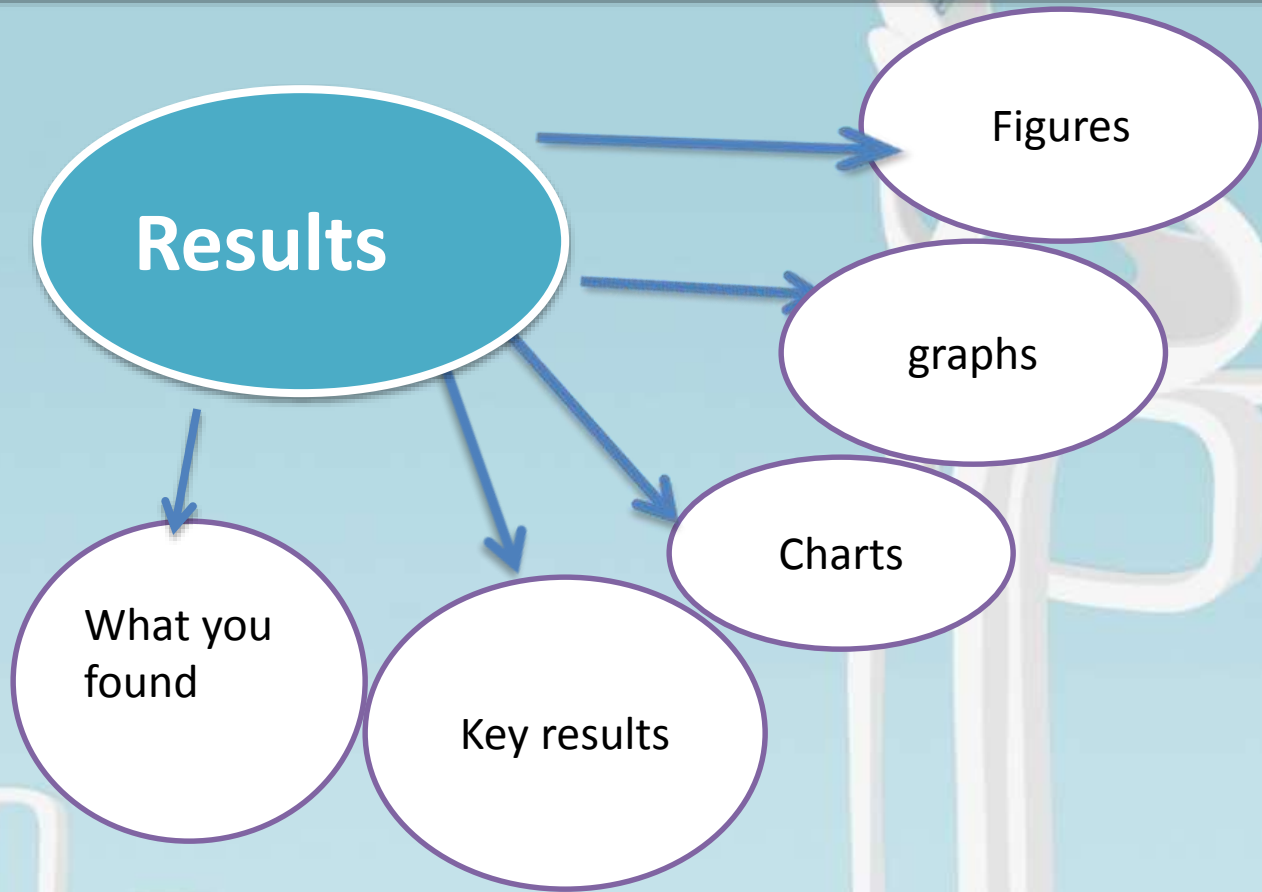 Results
Figures
graphs
Charts
Key results
What you
found